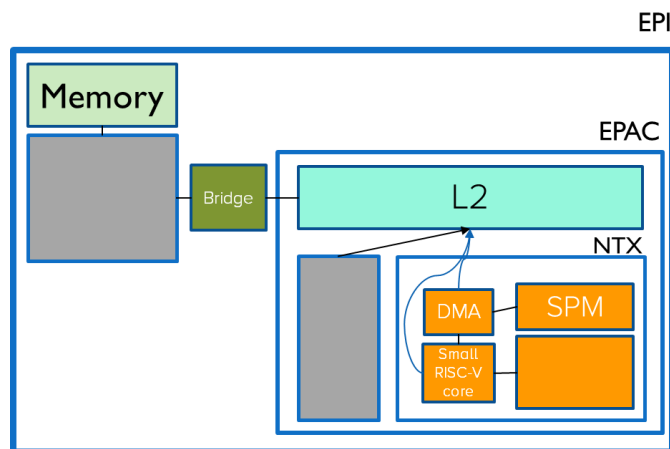 EPI
Memory
EPAC
Bridge
L2
NTX
DMA
SPM
Small
RISC-V
core